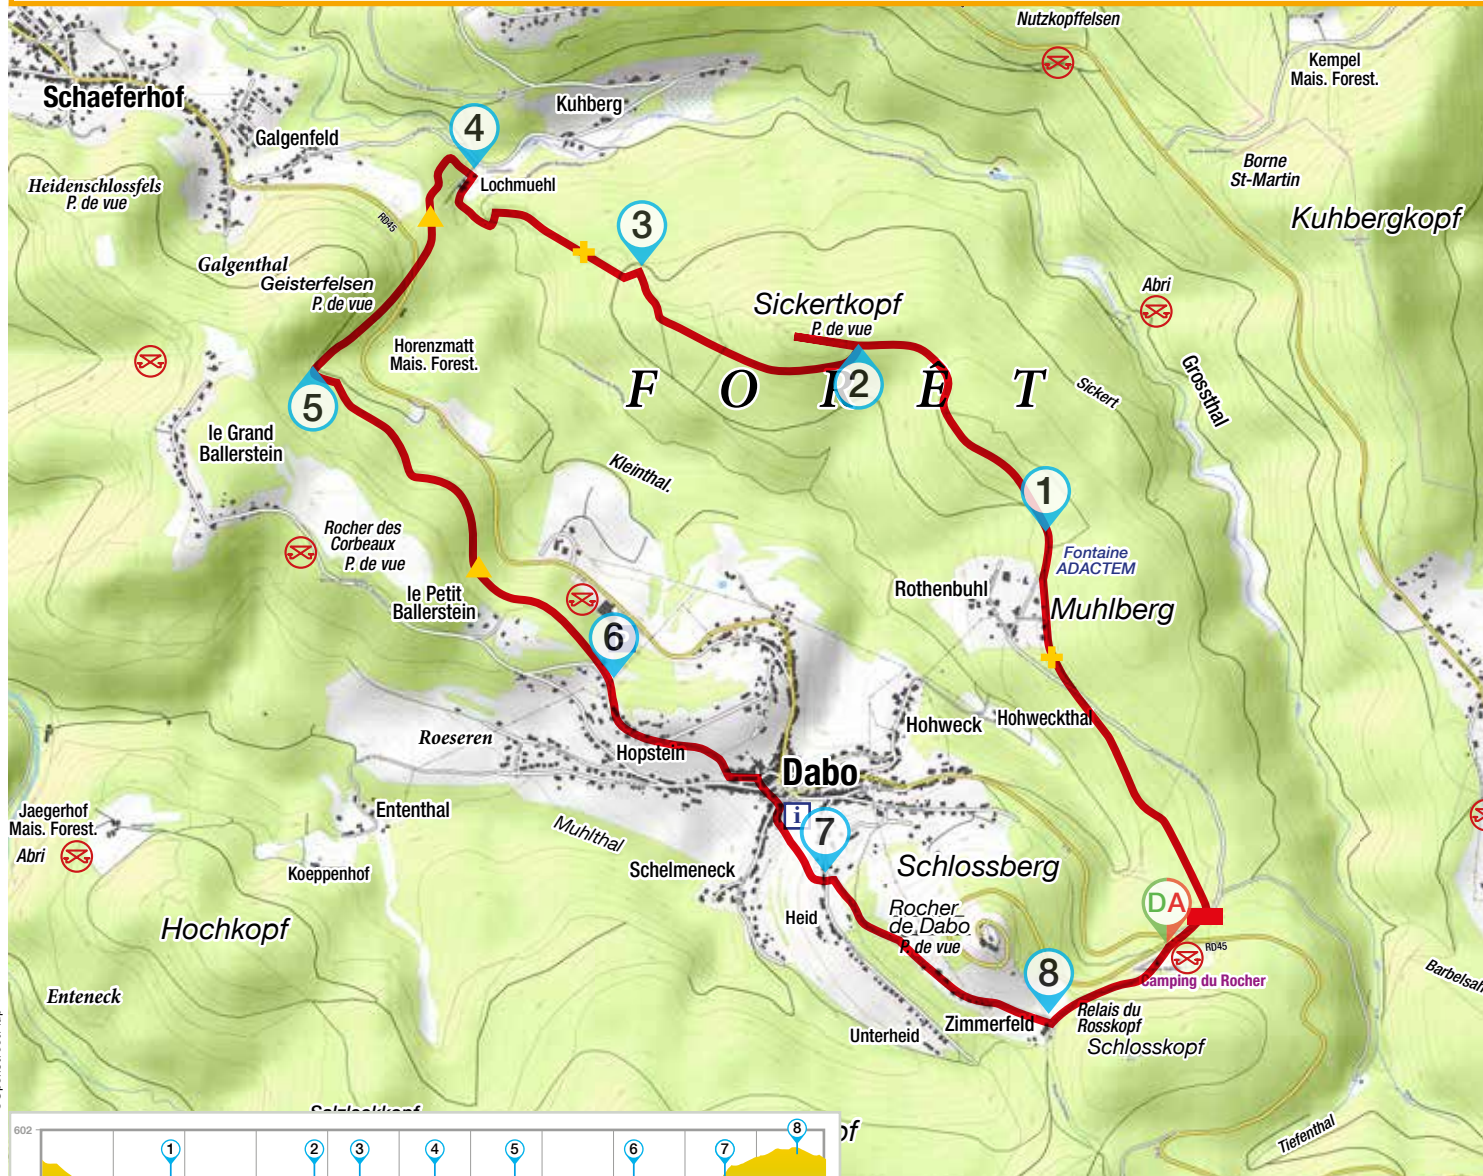 Nutzkopffelsen
Kempel
Mais. Forest.
Schaeferhof
Kuhberg
4
Galgenfeld
Borne
St-Martin
Heidenschlossfels
P. de vue
Lochmuehl
Kuhbergkopf
RD45
3
Galgenthal
Geisterfelsen
P. de vue
Abri
Sickertkopf
P. de vue
Horenzmatt
Mais. Forest.
FORÊT
2
Sickert
Grossthal
5
le Grand
Ballerstein
Kleinthal.
1
Rocher des
Corbeaux
P. de vue
Fontaine
ADACTEM
Rothenbuhl
le Petit
Ballerstein
Muhlberg
6
Hohweck
Hohweckthal
Roeseren
Hopstein
Dabo
Jaegerhof
Mais. Forest.
Abri
Ententhal
i
7
Muhlthal
Koeppenhof
Schelmeneck
Schlossberg
DA
Hochkopf
Heid
Rocher
de Dabo
P. de vue
RD45
8
Camping du Rocher
Barbelsah
Enteneck
Unterheid
Zimmerfeld
Relais du
Rosskopf
Schlosskopf
Tiefenthal
602
1
2
3
4
5
6
7
8